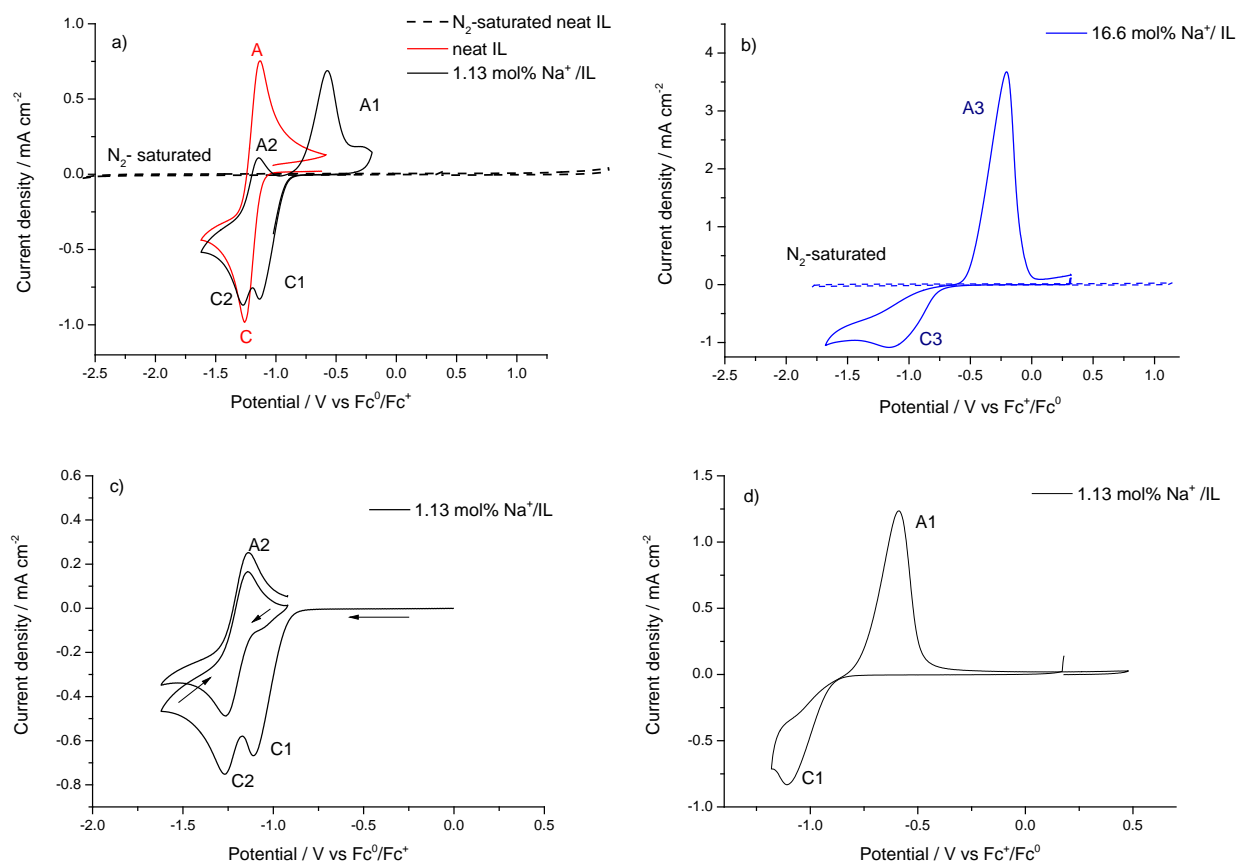 a)
N₂-saturated neat IL
neat IL
1.13 mol% Na⁺ /IL
1.0
0.5
0.0
-0.5
-1.0
Current density / mA cm⁻²
A
A1
A2
N₂- saturated
C2
C1
C
-2.5 -2.0 -1.5 -1.0 -0.5 0.0 0.5 1.0
Potential / V vs Fc⁰/Fc⁺
b)
16.6 mol% Na⁺/ IL
4
3
2
1
0
-1
Current density / mA cm⁻²
A3
N₂-saturated
C3
-2.5 -2.0 -1.5 -1.0 -0.5 0.0 0.5 1.0
Potential / V vs Fc⁺/Fc⁰
c)
1.13 mol% Na⁺/IL
0.6
0.4
0.2
0.0
-0.2
-0.4
-0.6
-0.8
Current density / mA cm⁻²
A2
C1
C2
-2.0 -1.5 -1.0 -0.5 0.0 0.5
Potential / V vs Fc⁰/Fc⁺
d)
1.13 mol% Na⁺ /IL
1.5
1.0
0.5
0.0
-0.5
-1.0
Current density / mA cm⁻²
A1
C1
-1.0 -0.5 0.0 0.5
Potential / V vs Fc⁺/Fc⁰